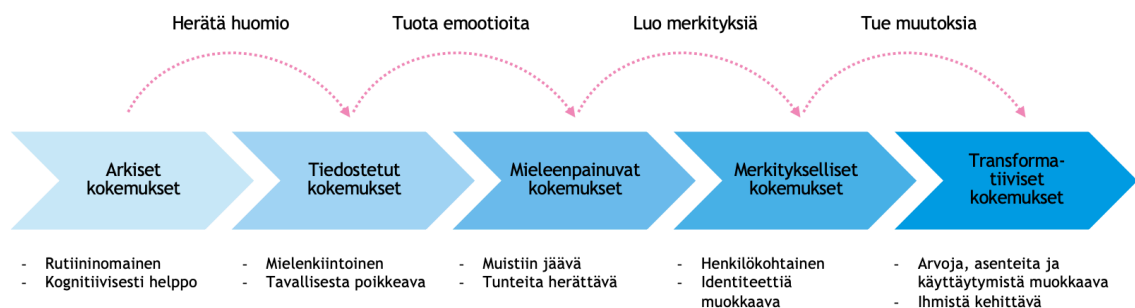 Herätä huomio
Tuota emootioita
Luo merkityksiä
Tue muutoksia
Arkiset
kokemukset
Tiedostetut
kokemukset
Mieleenpainuvat
kokemukset
Merkitykselliset
kokemukset
Transforma-
tiiviset
kokemukset
- Rutiininomainen
- Kognitiivisesti helppo
- Mielenkiintoinen
- Tavallisesta poikkeava
- Muistiin jäävä
- Tunteita herättävä
- Henkilökohtainen
- Identiteettiä
muokkaava
- Arvoja, asenteita ja
käyttäytymistä muokkaava
- Ihmistä kehittävä